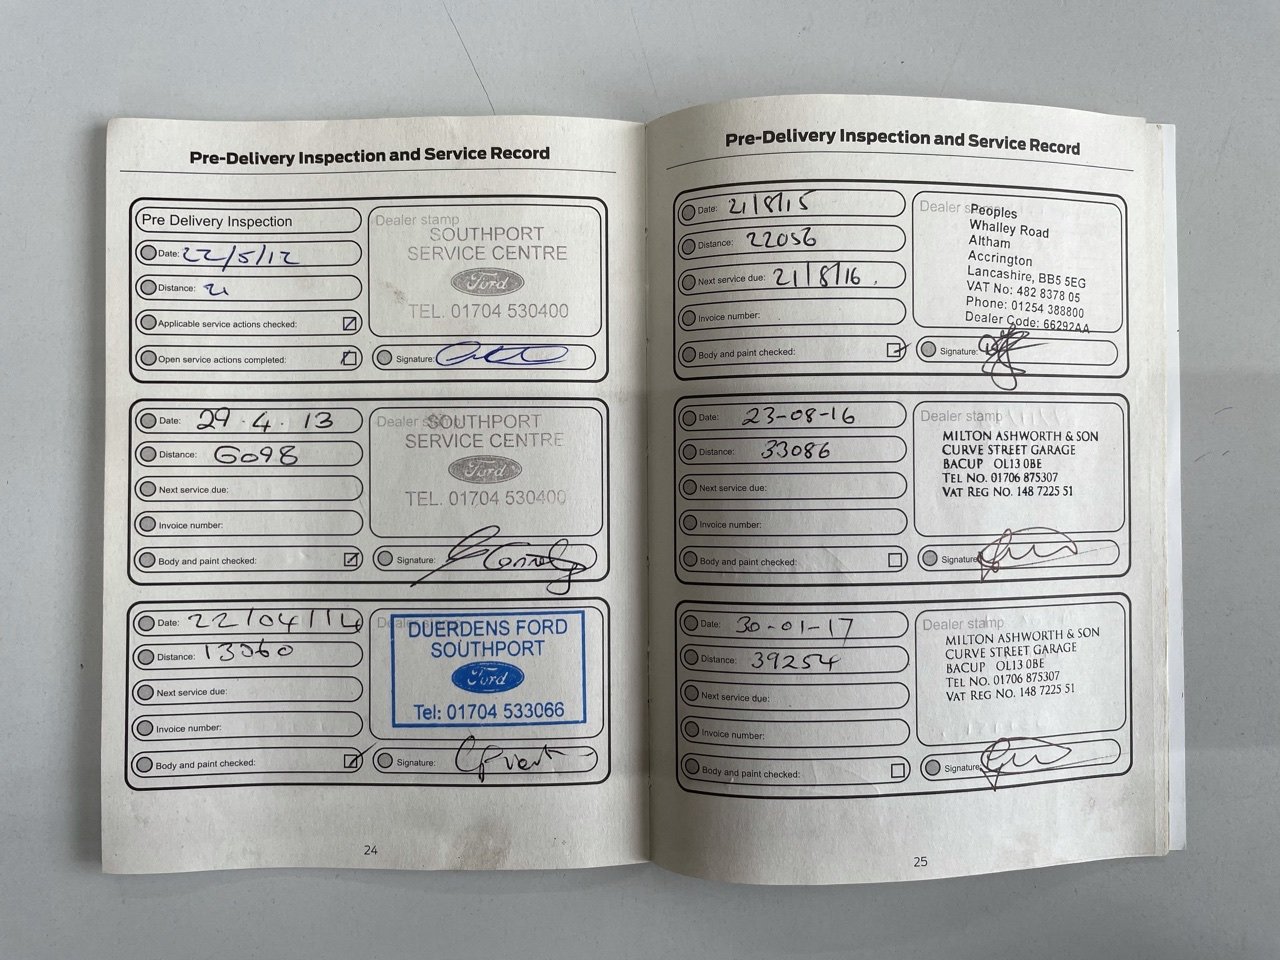 Pre-Delivery Inspection and Service Record
Pre Delivery Inspection
Date: 22/5/12
Distance: 21
Applicable service actions checked:
Open service actions completed:
Dealer stamp
SOUTHPORT
SERVICE CENTRE
Ford
TEL. 01704 530400
Signature:
Date: 29.4.13
Distance: 6098
Next service due:
Invoice number:
Body and paint checked:
Dealer stamp
SOUTHPORT
SERVICE CENTRE
Ford
TEL. 01704 530400
Signature:
Date: 22/04/14
Distance: 13060
Next service due:
Invoice number:
Body and paint checked:
Dealer stamp
DUERDENS FORD
SOUTHPORT
Ford
Tel: 01704 533066
Signature:
24
Pre-Delivery Inspection and Service Record
Date: 21/8/15
Distance: 22056
Next service due: 21/8/16.
Invoice number:
Body and paint checked:
Dealer stamp
Peoples
Whalley Road
Altham
Accrington
Lancashire, BB5 5EG
VAT No: 482 8378 05
Phone: 01254 388800
Dealer Code: 66292AA
Signature:
Date: 23-08-16
Distance: 33086
Next service due:
Invoice number:
Body and paint checked:
Dealer stamp
MILTON ASHWORTH & SON
CURVE STREET GARAGE
BACUP OL13 0BE
TEL NO. 01706 875307
VAT REG NO. 148 7225 51
Signature
Date: 30-01-17
Distance: 39254
Next service due:
Invoice number:
Body and paint checked:
Dealer stamp
MILTON ASHWORTH & SON
CURVE STREET GARAGE
BACUP OL13 0BE
TEL NO. 01706 875307
VAT REG NO. 148 7225 51
Signature
25